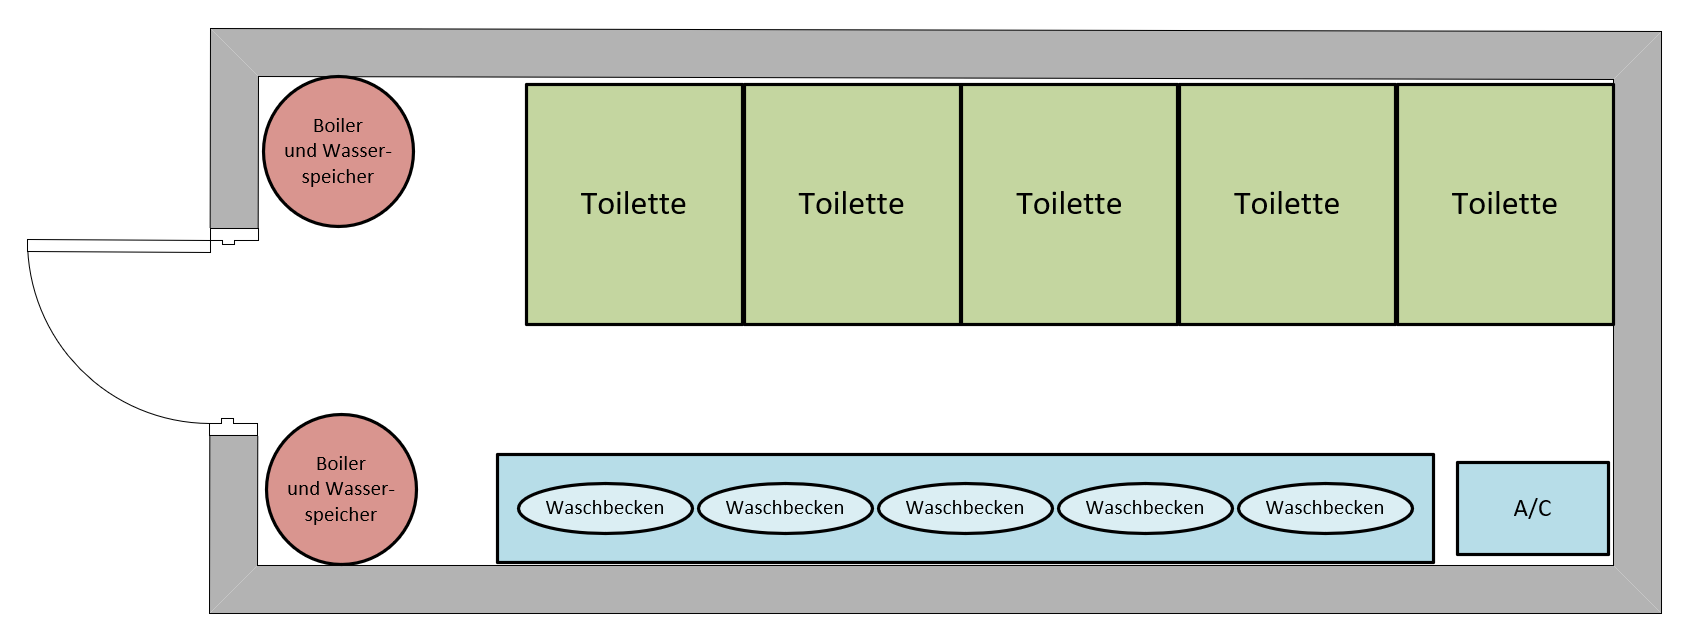 Boiler
und Wasser-
speicher
Toilette
Toilette
Toilette
Toilette
Toilette
Boiler
und Wasser-
speicher
Waschbecken
Waschbecken
Waschbecken
Waschbecken
Waschbecken
A/C